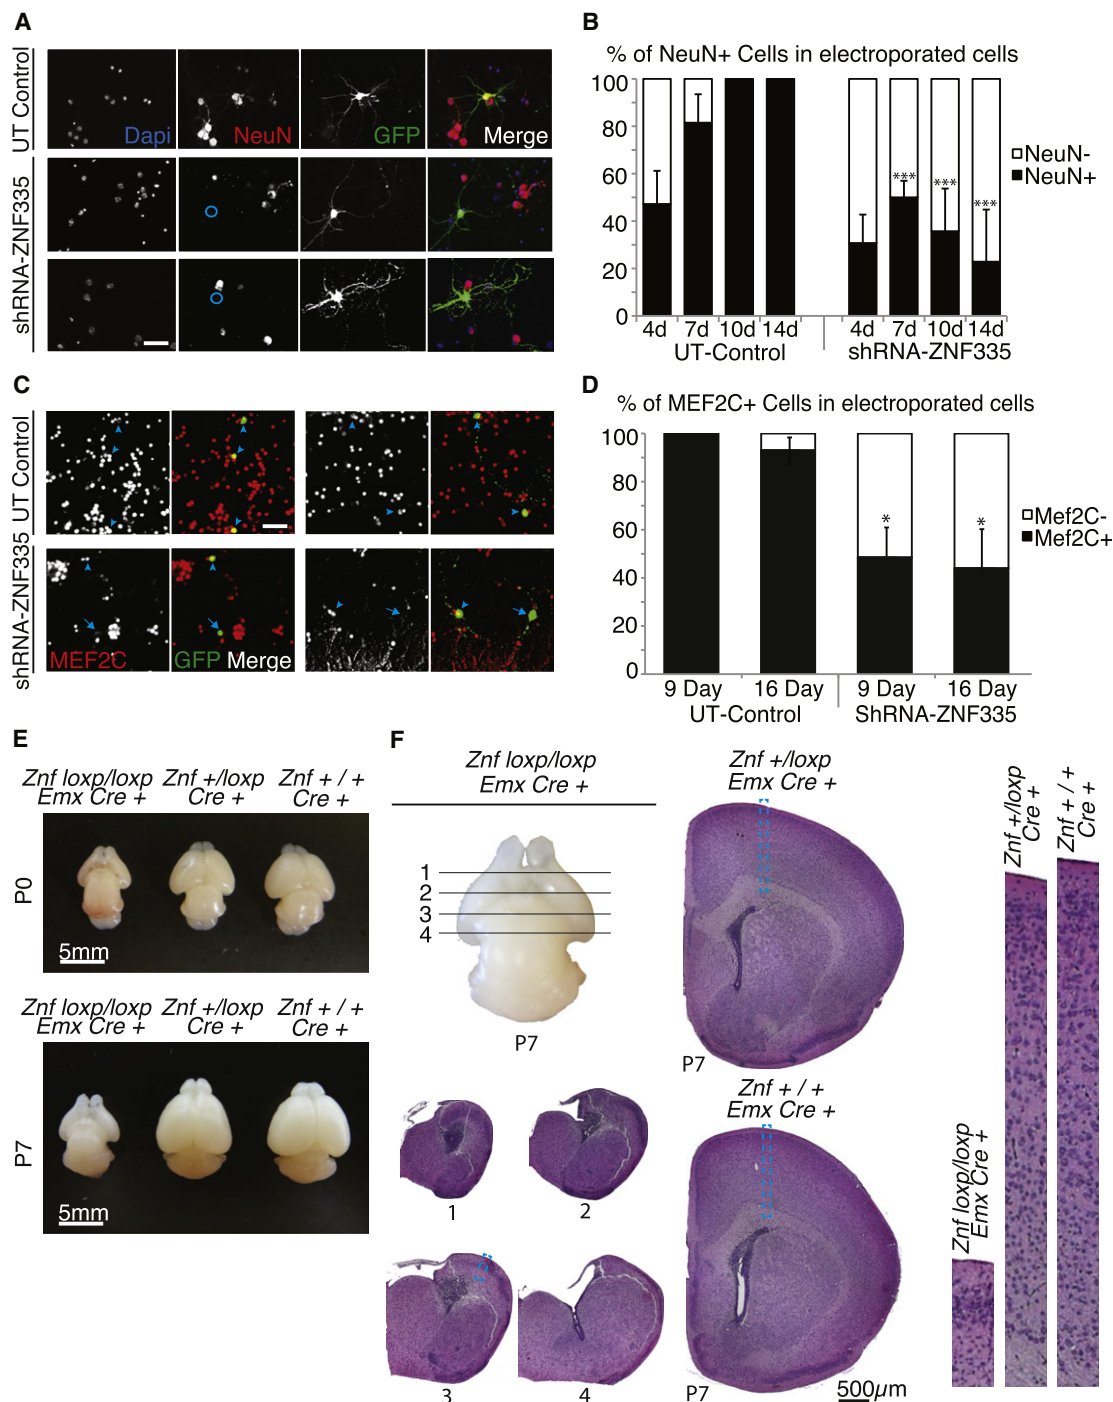 A
UT Control
Dapi
NeuN
GFP
Merge
shRNA-ZNF335
B
% of NeuN+ Cells in electroporated cells
100
80
60
40
20
0
***
***
***
NeuN-
NeuN+
4d
7d
10d
14d
4d
7d
10d
14d
UT-Control
shRNA-ZNF335
C
UT Control
shRNA-ZNF335
MEF2C
GFP Merge
D
% of MEF2C+ Cells in electroporated cells
100
80
60
40
20
0
*
*
Mef2C-
Mef2C+
9 Day
16 Day
9 Day
16 Day
UT-Control
ShRNA-ZNF335
E
Znf loxp/loxp
Emx Cre +
Znf +/loxp
Cre +
Znf + / +
Cre +
P0
5mm
Znf loxp/loxp
Emx Cre +
Znf +/loxp
Cre +
Znf + / +
Cre +
P7
5mm
F
Znf loxp/loxp
Emx Cre +
1
2
3
4
P7
1
2
3
4
Znf +/loxp
Emx Cre +
P7
Znf + / +
Emx Cre +
P7
500µm
Znf loxp/loxp
Emx Cre +
Znf +/loxp
Cre +
Znf + / +
Cre +